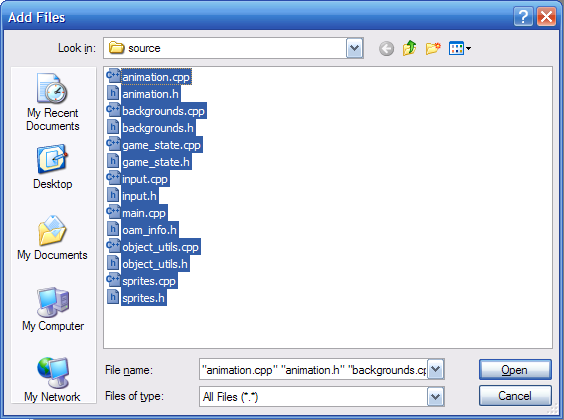 Add Files
Look in: source
My Recent
Documents
Desktop
My Documents
My Computer
My Network
animation.cpp
animation.h
backgrounds.cpp
backgrounds.h
game_state.cpp
game_state.h
input.cpp
input.h
main.cpp
oam_info.h
object_utils.cpp
object_utils.h
sprites.cpp
sprites.h
File name: "animation.cpp" "animation.h" "backgrounds.cp
Open
Files of type: All Files (*.*)
Cancel